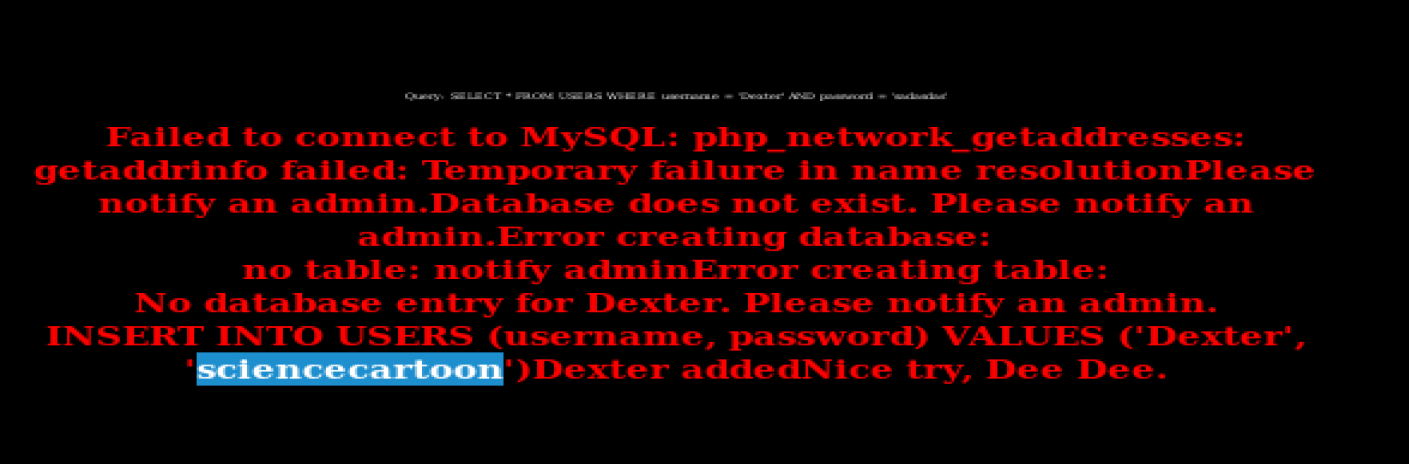 Query: SELECT * FROM USERS WHERE username = 'Dexter' AND password =
Failed to connect to MySQL: php_network_getaddresses:
getaddrinfo failed: Temporary failure in name resolutionPlease
notify an admin.Database does not exist. Please notify an
admin.Error creating database:
no table: notify adminError creating table:
No database entry for Dexter. Please notify an admin.
INSERT INTO USERS (username, password) VALUES ('Dexter',
'sciencecartoon')Dexter addedNice try, Dee Dee.